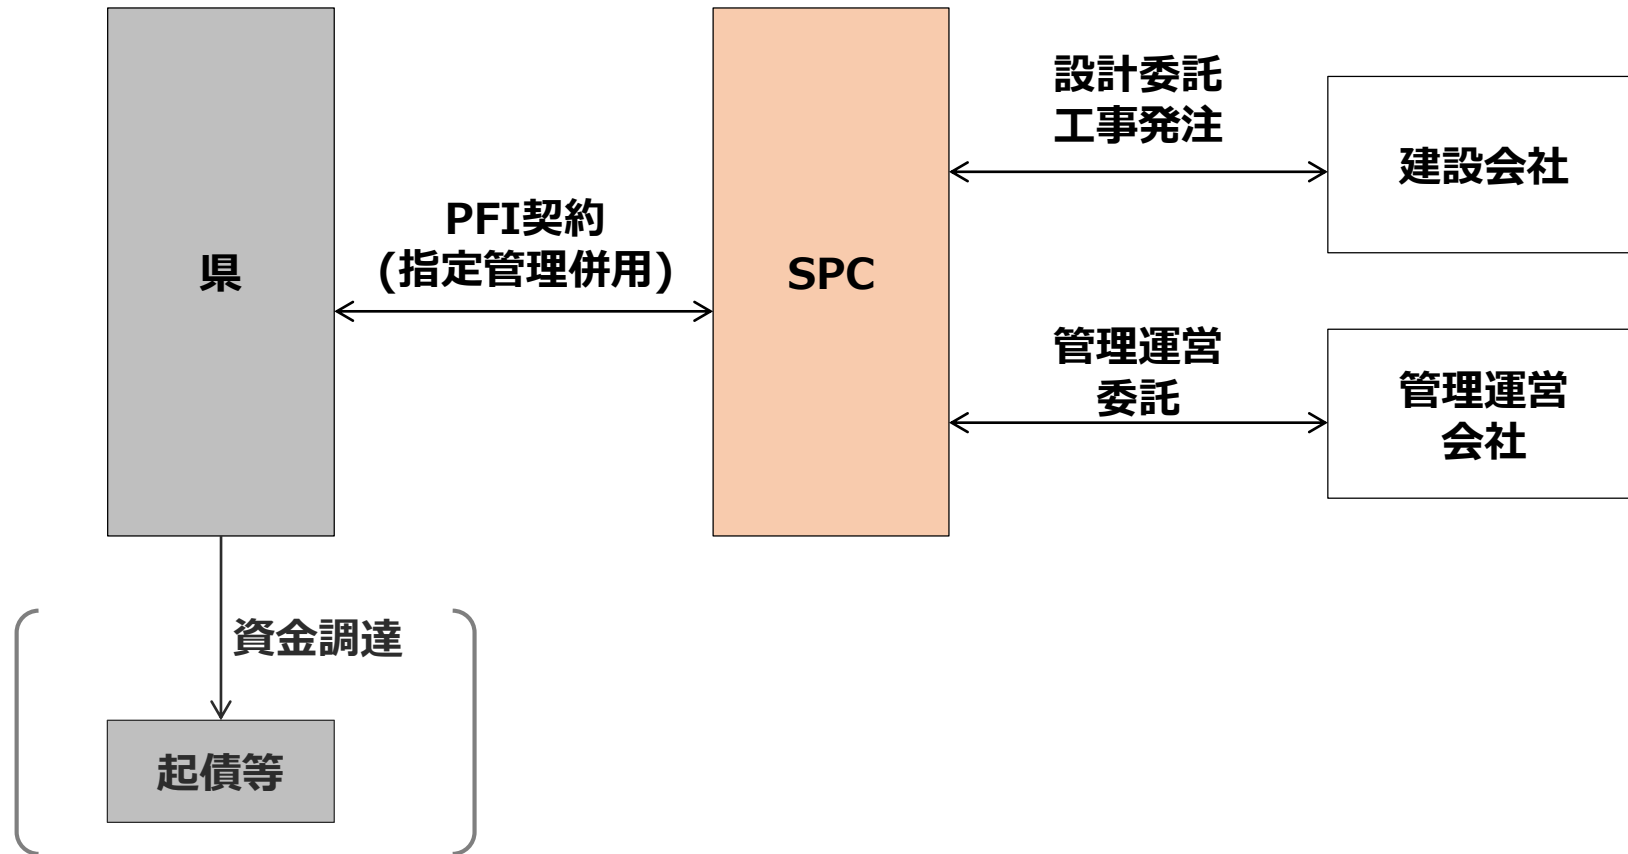 県
PFI契約
(指定管理併用)
SPC
設計委託
工事発注
建設会社
管理運営
委託
管理運営
会社
資金調達
起債等